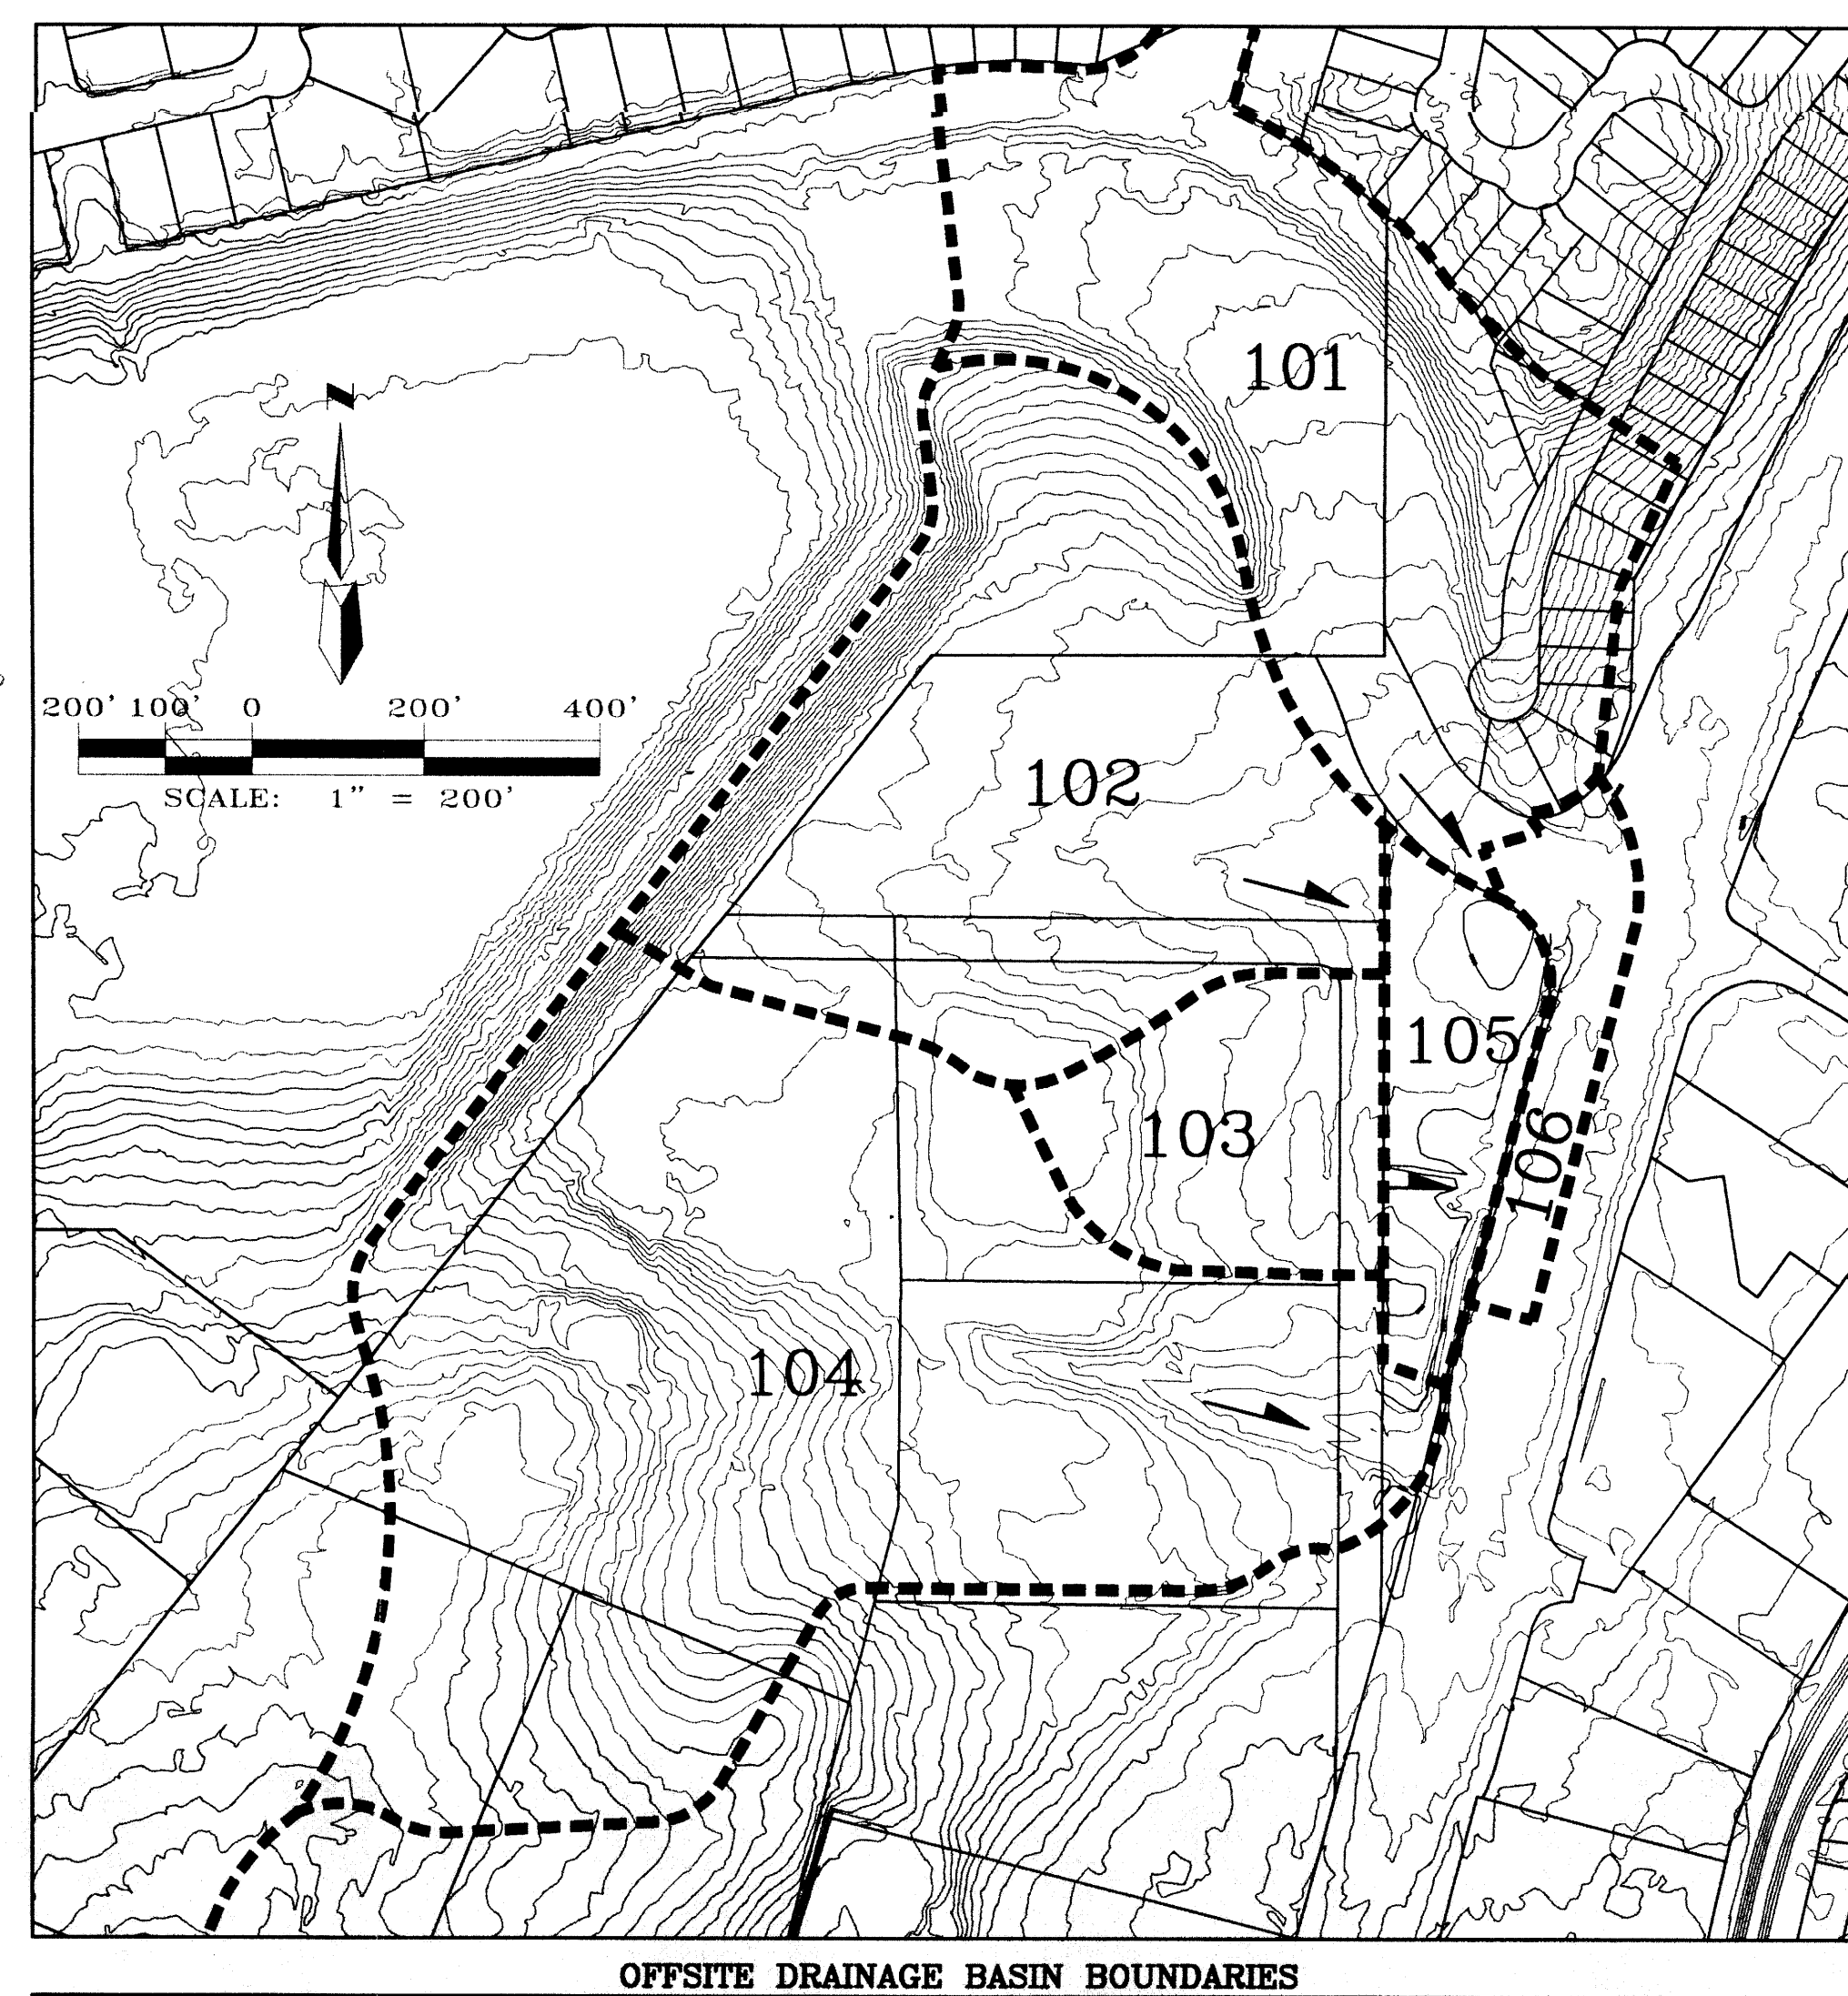 101
N
200' 100' 0 200' 400'
SCALE: 1" = 200'
102
105
103
106
104
OFFSITE DRAINAGE BASIN BOUNDARIES